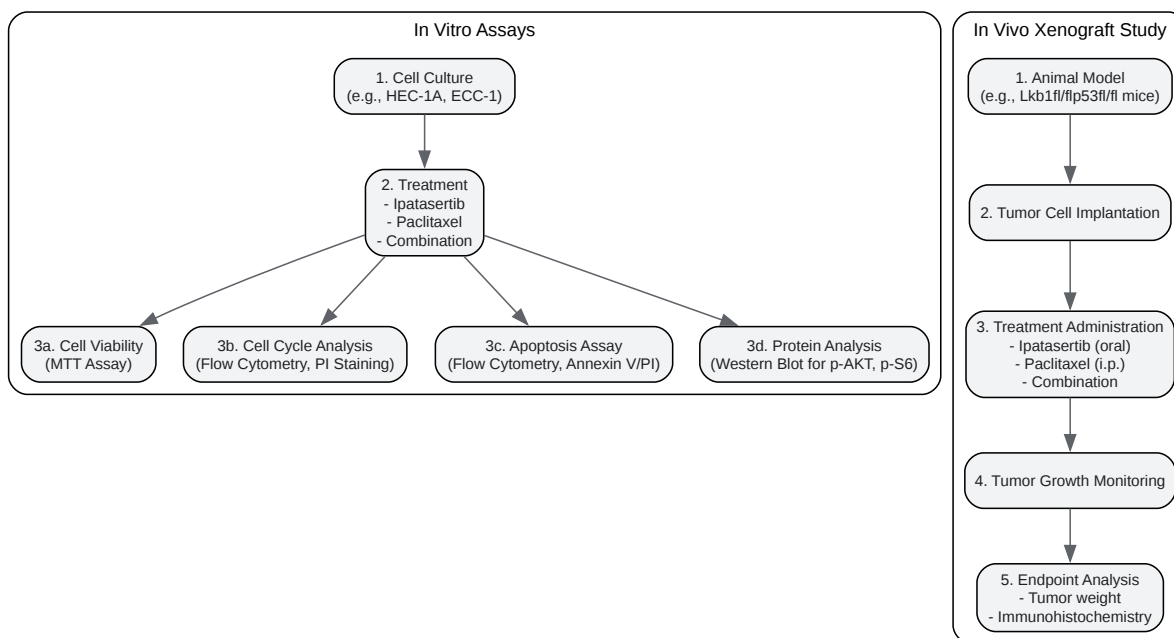 In Vitro Assays
1. Cell Culture
(e.g., HEC-1A, ECC-1)
2. Treatment
- Ipatasertib
- Paclitaxel
- Combination
3a. Cell Viability
(MTT Assay)
3b. Cell Cycle Analysis
(Flow Cytometry, PI Staining)
3c. Apoptosis Assay
(Flow Cytometry, Annexin V/PI)
3d. Protein Analysis
(Western Blot for p-AKT, p-S6)
In Vivo Xenograft Study
1. Animal Model
(e.g., Lkb1fl/flp53fl/fl mice)
2. Tumor Cell Implantation
3. Treatment Administration
- Ipatasertib (oral)
- Paclitaxel (i.p.)
- Combination
4. Tumor Growth Monitoring
5. Endpoint Analysis
- Tumor weight
- Immunohistochemistry